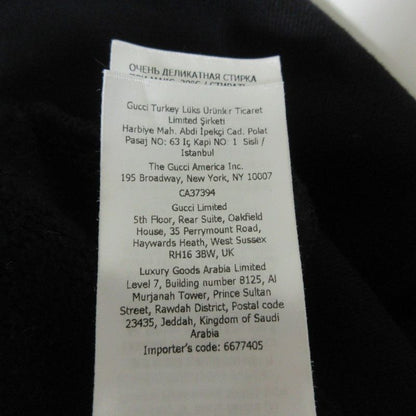 ОЧЕНЬ ДЕЛИКАТНАЯ СТИРКА
Gucci Turkey Lüks Ürünler Ticaret
Limited Şirketi
Harbiye Mah. Abdi İpekçi Cad. Polat
Pasaj NO: 63 İç Kapi NO: 1 Sisli /
Istanbul
The Gucci America Inc.
195 Broadway, New York, NY 10007
CA37394
Gucci Limited
5th Floor, Rear Suite, Oakfield
House, 35 Perrymount Road,
Haywards Heath, West Sussex
RH16 3BW, UK
Luxury Goods Arabia Limited
Level 7, Building number 8125, Al
Murjanah Tower, Prince Sultan
Street, Rawdah District, Postal code
23435, Jeddah, Kingdom of Saudi
Arabia
Importer's code: 6677405